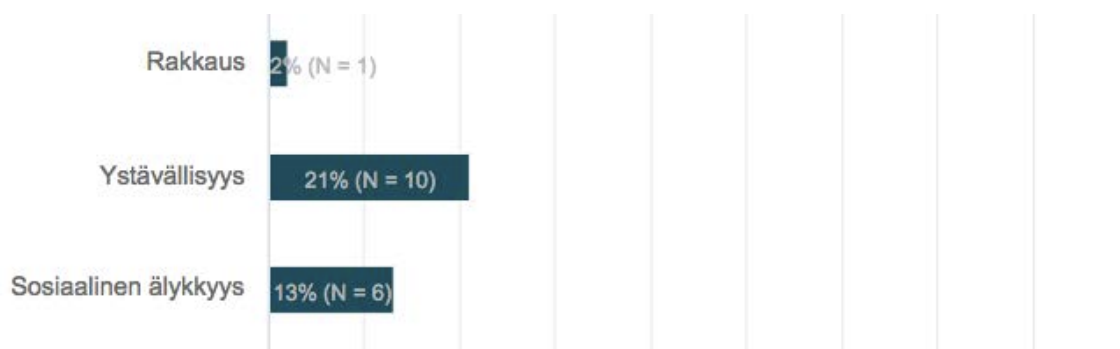 Rakkaus 2% (N = 1)
Ystävällisyys 21% (N = 10)
Sosiaalinen älykkyys 13% (N = 6)